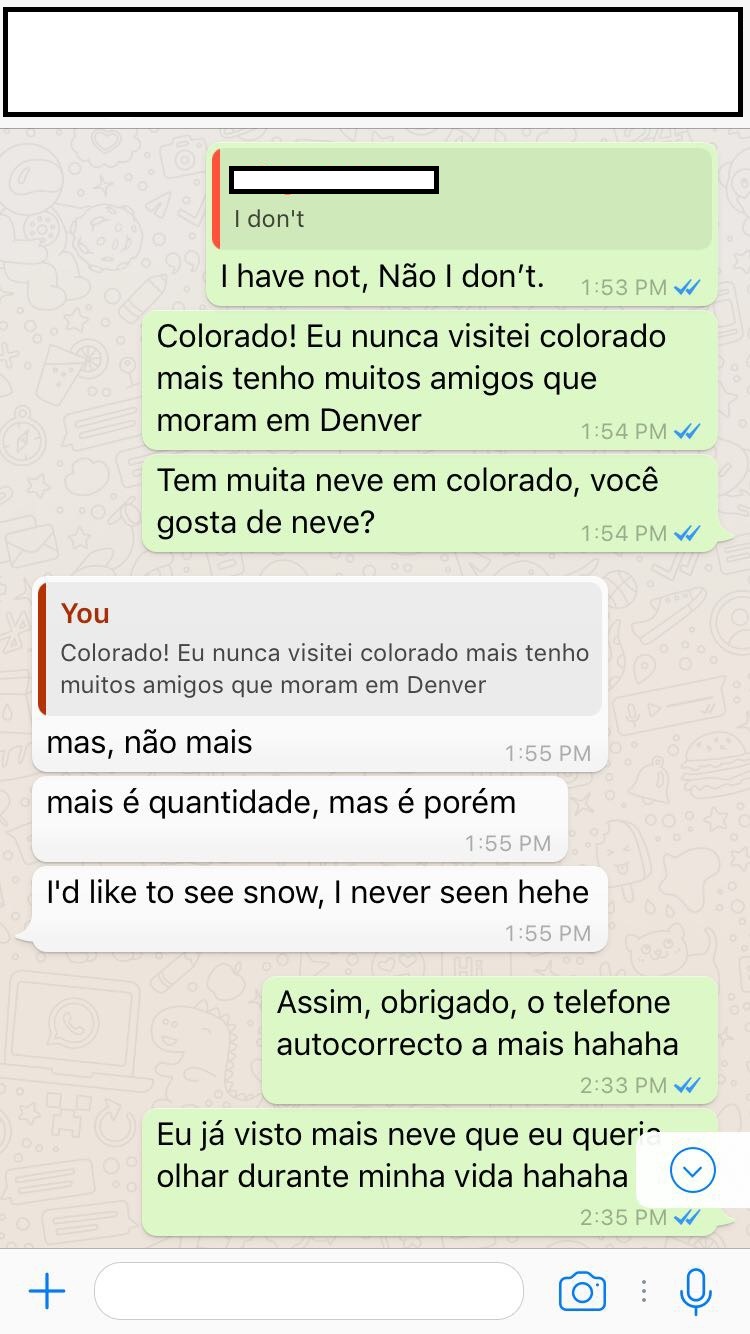 I don't
I have not, Não I don’t.
1:53 PM
Colorado! Eu nunca visitei colorado
mais tenho muitos amigos que
moram em Denver
1:54 PM
Tem muita neve em colorado, você
gosta de neve?
1:54 PM
You
Colorado! Eu nunca visitei colorado mais tenho
muitos amigos que moram em Denver
mas, não mais
1:55 PM
mais é quantidade, mas é porém
1:55 PM
I'd like to see snow, I never seen hehe
1:55 PM
Assim, obrigado, o telefone
autocorrecto a mais hahaha
2:33 PM
Eu já visto mais neve que eu queria
olhar durante minha vida hahaha
2:35 PM